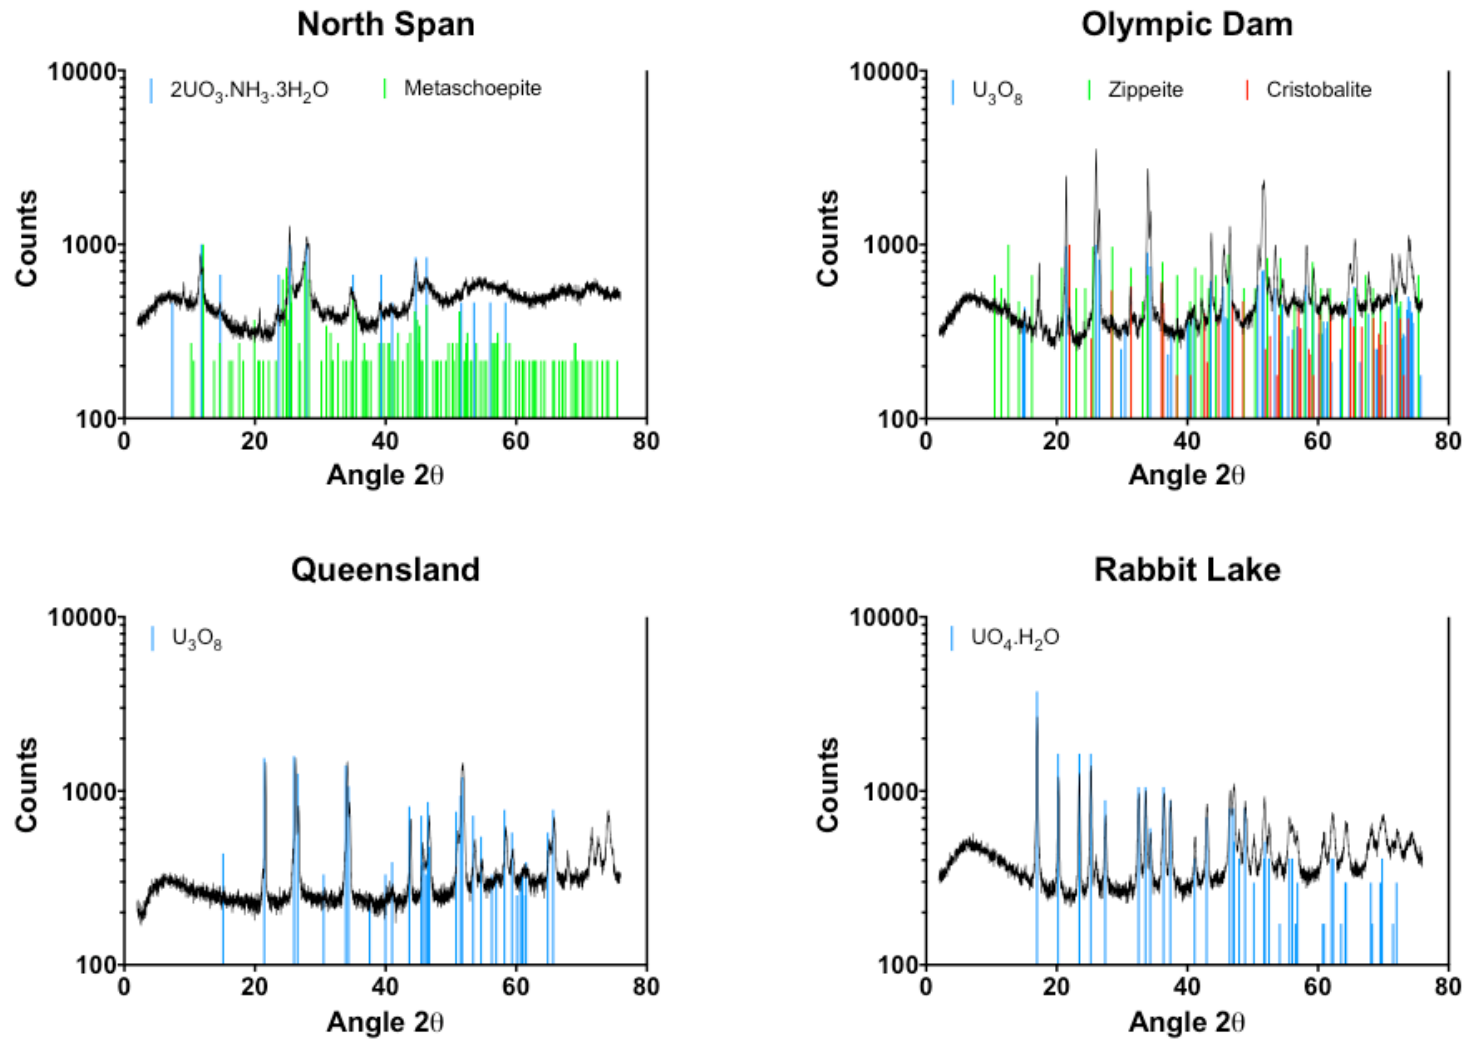 North Span
10000
2UO3.NH3.3H2O Metaschoepite
Counts
1000
100
0 20 40 60 80
Angle 2θ
Olympic Dam
10000
U3O8 Zippeite Cristobalite
Counts
1000
100
0 20 40 60 80
Angle 2θ
Queensland
10000
U3O8
Counts
1000
100
0 20 40 60 80
Angle 2θ
Rabbit Lake
10000
UO4.H2O
Counts
1000
100
0 20 40 60 80
Angle 2θ